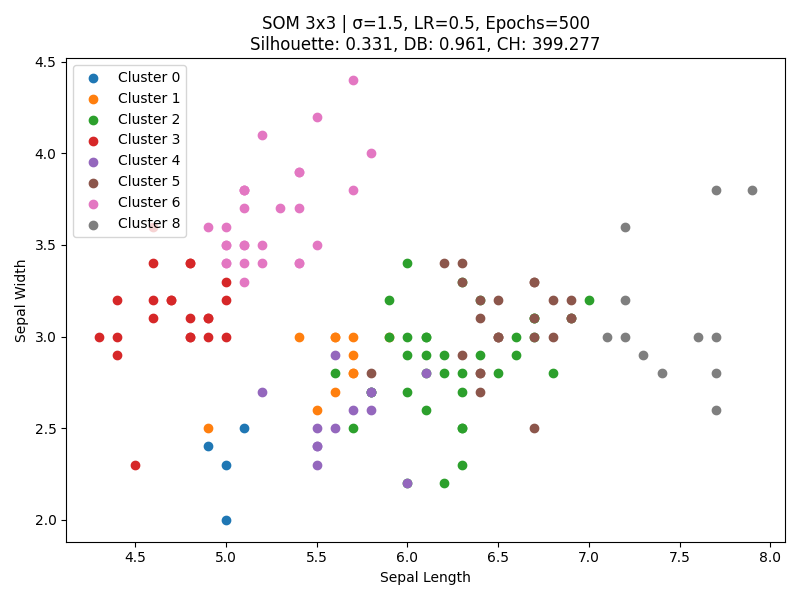 SOM 3x3 | σ=1.5, LR=0.5, Epochs=500
Silhouette: 0.331, DB: 0.961, CH: 399.277
Cluster 0
Cluster 1
Cluster 2
Cluster 3
Cluster 4
Cluster 5
Cluster 6
Cluster 8
4.5
4.0
3.5
3.0
2.5
2.0
Sepal Width
4.5 5.0 5.5 6.0 6.5 7.0 7.5 8.0
Sepal Length